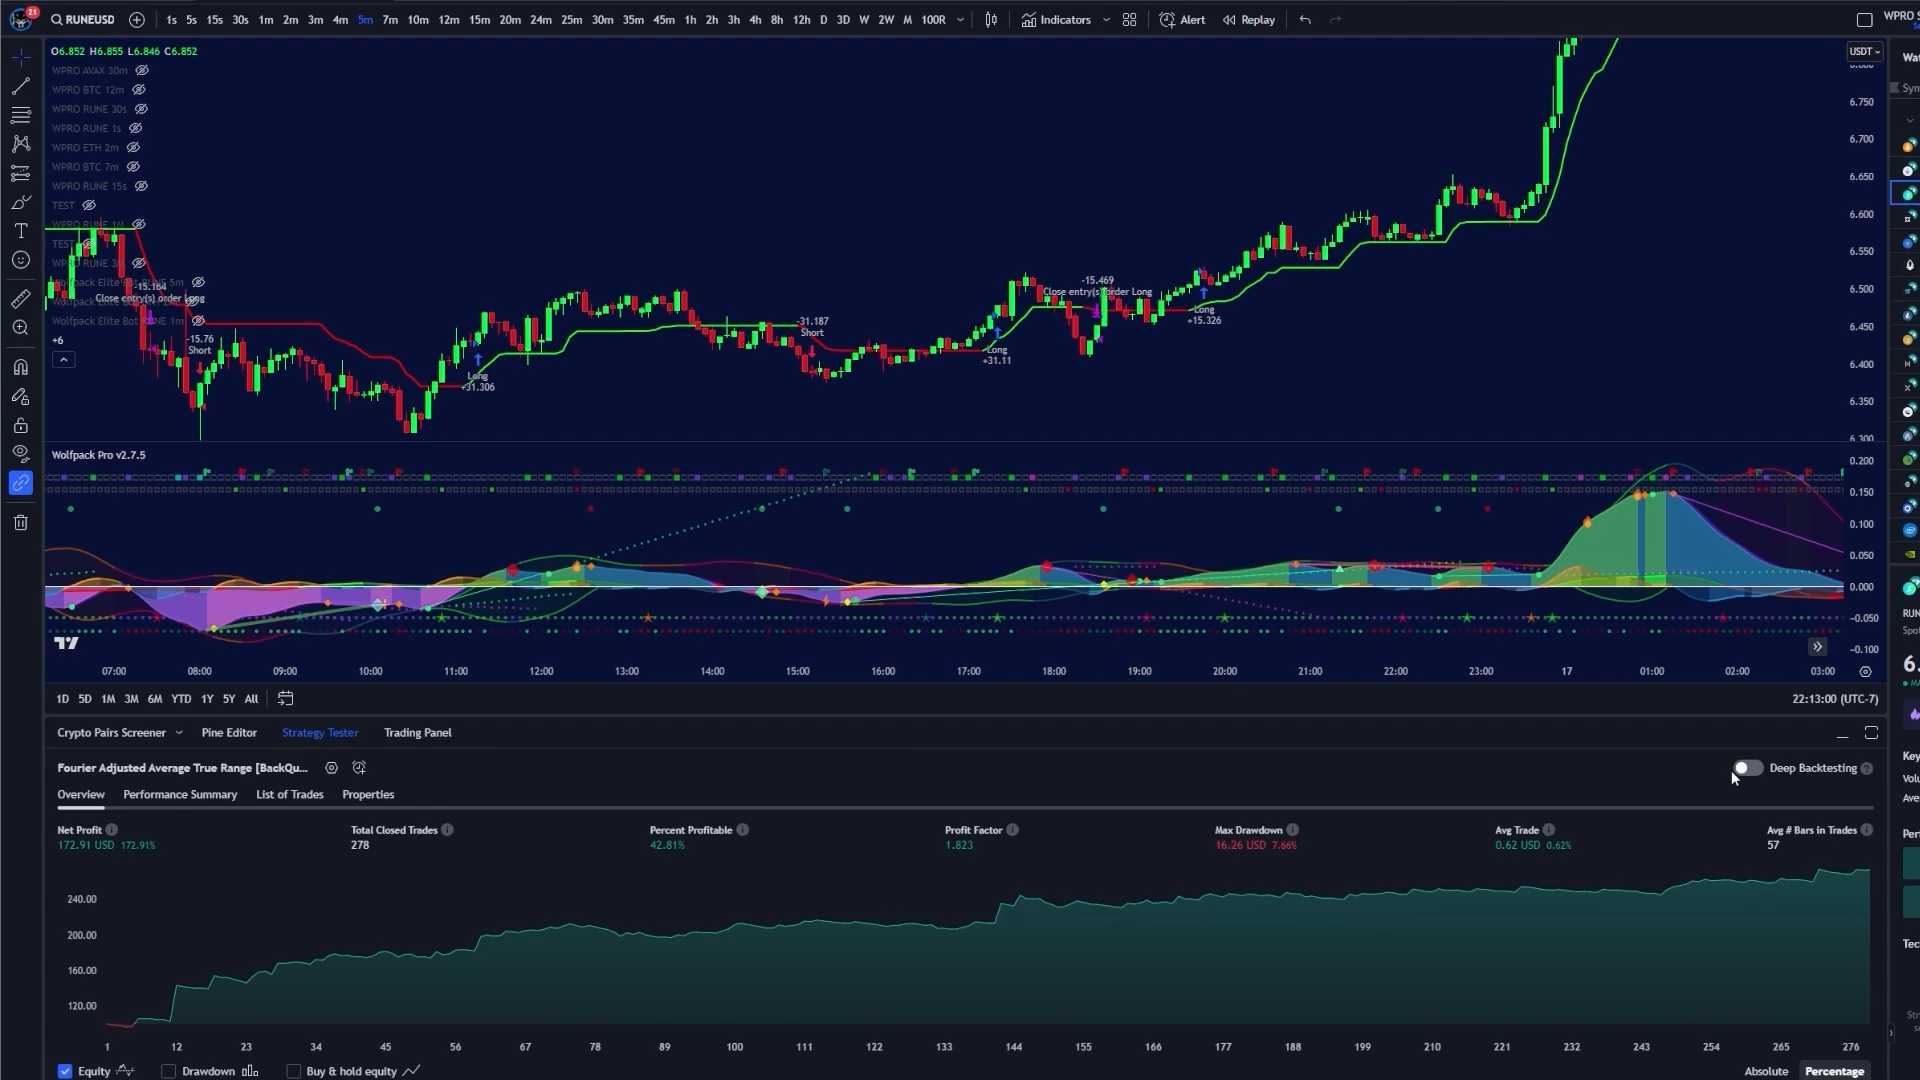 21
RUNEUSD 1s 5s 15s 30s 1m 2m 3m 4m 5m 7m 10m 12m 15m 20m 24m 25m 30m 35m 45m 1h 2h 3h 4h 8h 12h D 3D W 2W M 100R Indicators Alert Replay WPRO S
O6.852 H6.855 L6.846 C6.852
USDT
WPRO AVAX 30m
WPRO BTC 12m
WPRO RUNE 30s
WPRO RUNE 1s
WPRO ETH 2m
WPRO BTC 7m
WPRO RUNE 15s
TEST
WPRO RUNE 1M
TEST
+6
-15.164
Close entry(s) order Long
-15.76
Short
Long
+31.306
-31.187
Short
Long
+31.11
-15.469
Close entry(s) order Long
Long
+15.326
6.750
6.700
6.650
6.600
6.550
6.500
6.450
6.400
6.350
6.300
Wolfpack Pro v2.7.5
0.200
0.150
0.100
0.050
0.000
-0.050
-0.100
07:00 08:00 09:00 10:00 11:00 12:00 13:00 14:00 15:00 16:00 17:00 18:00 19:00 20:00 21:00 22:00 23:00 17 01:00 02:00 03:00
1D 5D 1M 3M 6M YTD 1Y 5Y All
22:13:00 (UTC-7)
Crypto Pairs Screener Pine Editor Strategy Tester Trading Panel
Fourier Adjusted Average True Range [BackQu...
Deep Backtesting
Overview Performance Summary List of Trades Properties
Net Profit Total Closed Trades Percent Profitable Profit Factor Max Drawdown Avg Trade Avg # Bars in Trades
172.91 USD 172.91% 278 42.81% 1.823 16.26 USD 7.66% 0.62 USD 0.62% 57
240.00
200.00
160.00
120.00
1 12 23 34 45 56 67 78 89 100 111 122 133 144 155 166 177 188 199 210 221 232 243 254 265 276
Equity Drawdown Buy & hold equity Absolute Percentage